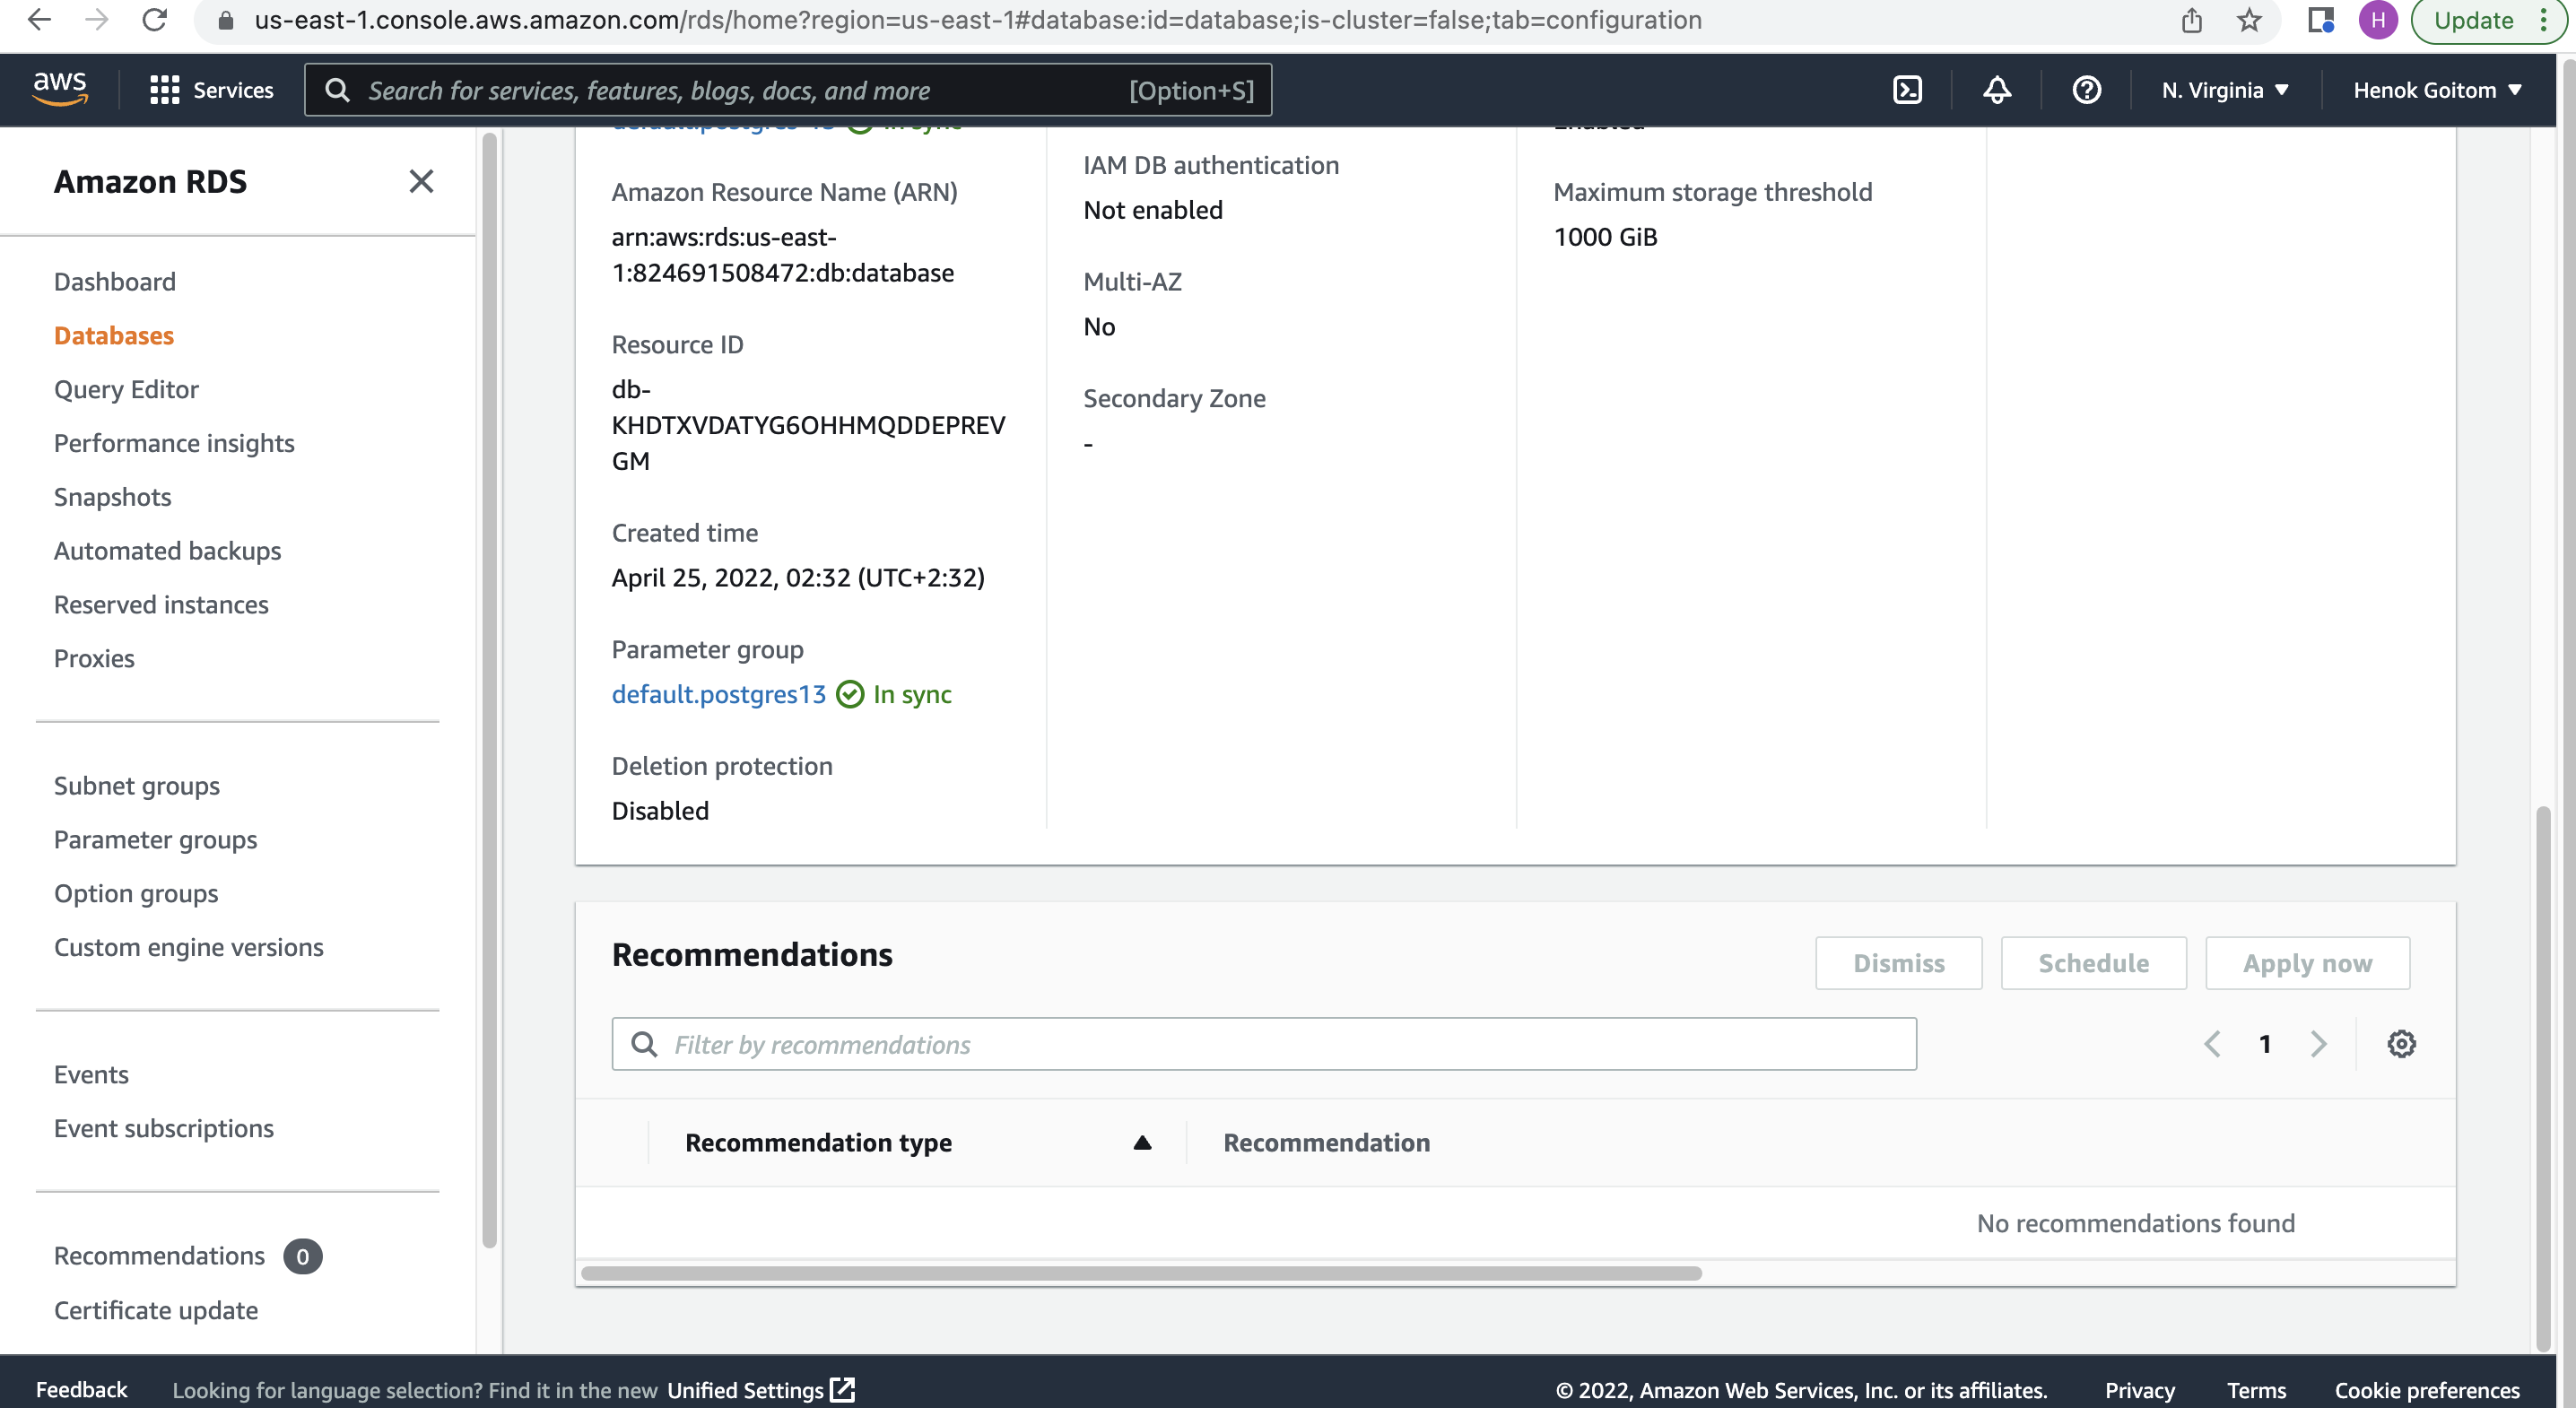 us-east-1.console.aws.amazon.com/rds/home?region=us-east-1#database:id=database;is-cluster=false;tab=configuration
H
Update
aws
Services
Search for services, features, blogs, docs, and more
[Option+S]
N. Virginia
Henok Goitom
Amazon RDS
Dashboard
Databases
Query Editor
Performance insights
Snapshots
Automated backups
Reserved instances
Proxies
Subnet groups
Parameter groups
Option groups
Custom engine versions
Events
Event subscriptions
Recommendations 0
Certificate update
In sync
Amazon Resource Name (ARN)
arn:aws:rds:us-east-
1:824691508472:db:database
Resource ID
db-
KHDTXVDATYG6OHHMQDDEPREV
GM
Created time
April 25, 2022, 02:32 (UTC+2:32)
Parameter group
default.postgres13 In sync
Deletion protection
Disabled
IAM DB authentication
Not enabled
Multi-AZ
No
Secondary Zone
-
Enabled
Maximum storage threshold
1000 GiB
Recommendations
Dismiss
Schedule
Apply now
Filter by recommendations
1
Recommendation type
Recommendation
No recommendations found
Feedback
Looking for language selection? Find it in the new Unified Settings
© 2022, Amazon Web Services, Inc. or its affiliates.
Privacy
Terms
Cookie preferences